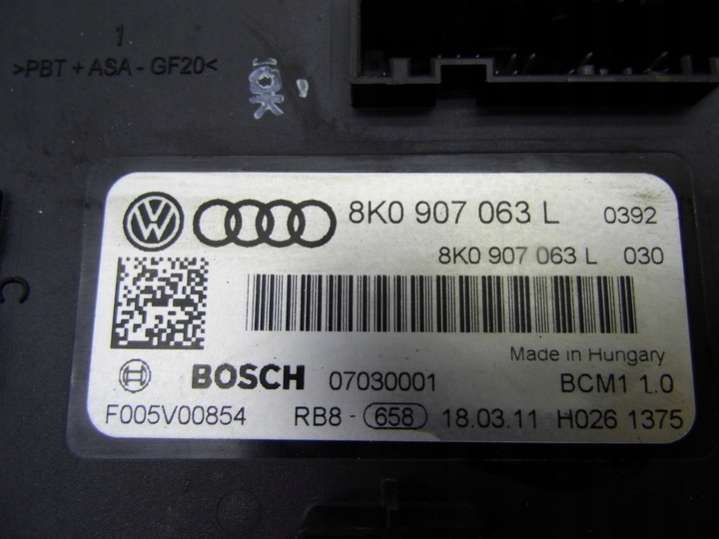 1
>PBT + ASA - GF20<
OK
8K0 907 063 L 0392
8K0 907 063 L 030
Made in Hungary
BOSCH 07030001 BCM1 1.0
F005V00854 RB8 - 658 18.03.11 H026 1375